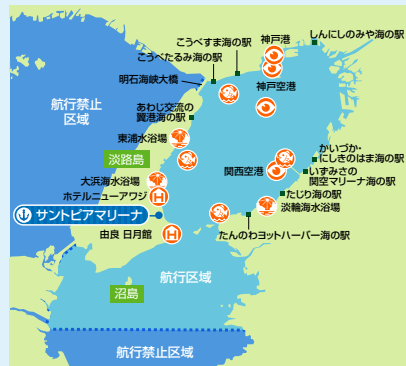 しんにしのみや海の駅
神戸港
こうべすま海の駅
こうべたるみ海の駅
明石海峡大橋
神戸空港
航行禁止
区域
あわじ交流の
翼港海の駅
東浦水浴場
淡路島
かいづか・
にしきのはま海の駅
関西空港
いずみさの
関空マリーナ海の駅
大浜海水浴場
ホテルニューアワジ
たじり海の駅
淡輪海水浴場
サントピアマリーナ
たんのわヨットハーバー海の駅
由良 日月館
H
H
航行区域
沼島
航行禁止区域